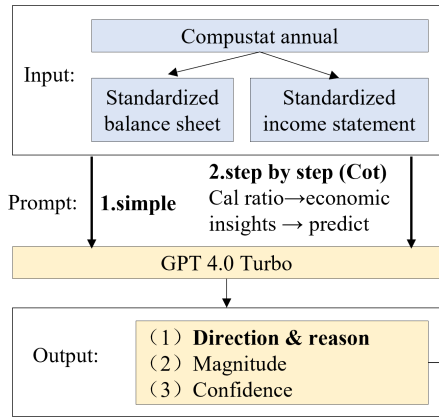 Compustat annual
Input:
Standardized
balance sheet
Standardized
income statement
Prompt:
1.simple
2.step by step (Cot)
Cal ratio→economic
insights → predict
GPT 4.0 Turbo
Output:
（1）Direction & reason
（2）Magnitude
（3）Confidence